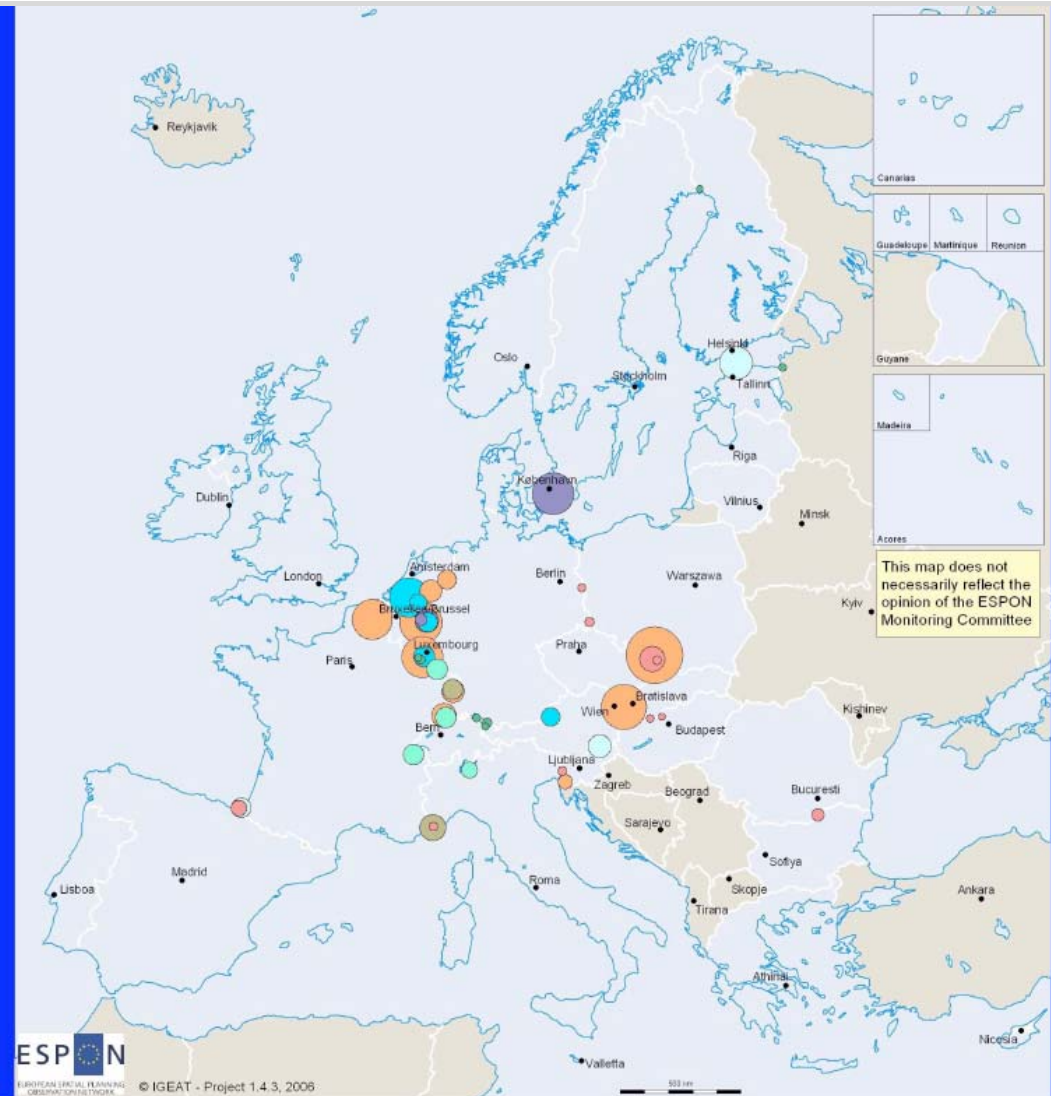 Reykjavik
Canarias
Guadeloupe
Martinique
Reunion
Guyane
Helsinki
Oslo
Stockholm
Tallinn
Madeira
Riga
København
Dublin
Vilnius
Minsk
Acores
Amsterdam
London
Berlin
Warszawa
This map does not
necessarily reflect the
opinion of the ESPON
Monitoring Committee
Kyiv
Bruxelles/Brussel
Luxembourg
Praha
Paris
Bratislava
Wien
Kishinev
Bern
Budapest
Ljubljana
Zagreb
Beograd
Bucuresti
Sarajevo
Sofiya
Madrid
Roma
Skopje
Lisboa
Ankara
Tirana
Athinai
Nicosia
ESPON
EUROPEAN SPATIAL PLANNING
OBSERVATION NETWORK
© IGEAT - Project 1.4.3, 2006
Valletta